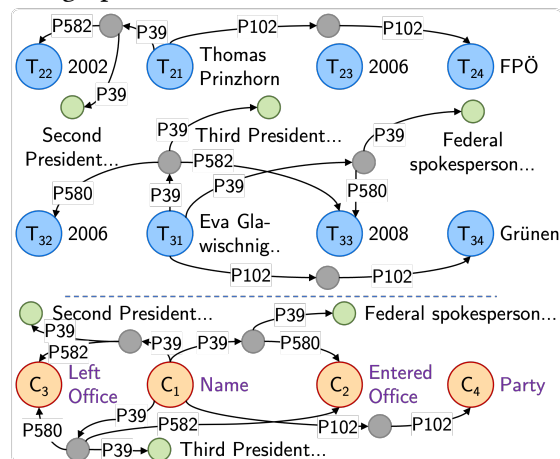 P582
P39
P102
P102
T22 2002
T21 Thomas
Prinzhorn
T23 2006
T24 FPÖ
P39
Second
President...
P39
Third President...
P39
Federal
spokesperson...
P582
P580
P39
P39
P580
T32 2006
T31 Eva Gla-
wischnig..
T33 2008
T34 Grünen
P102
P102
Second President...
P39
Federal spokesperson...
P39
P582
P39
P39
P580
C3 Left
Office
C1 Name
C2 Entered
Office
C4 Party
P39
P580
P582
P102
P102
P39
Third President...